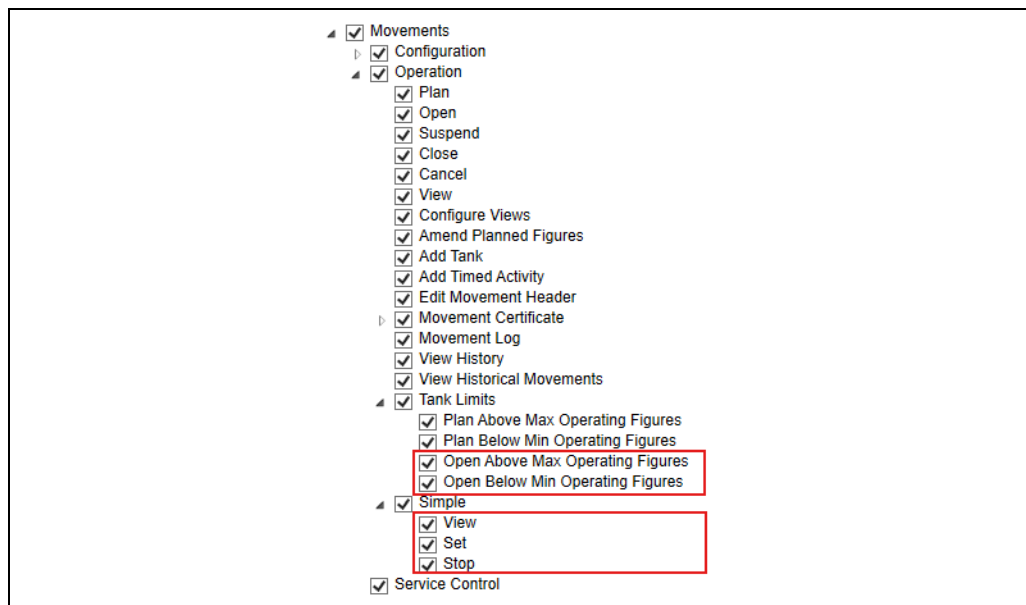 Movements
Configuration
Operation
Plan
Open
Suspend
Close
Cancel
View
Configure Views
Amend Planned Figures
Add Tank
Add Timed Activity
Edit Movement Header
Movement Certificate
Movement Log
View History
View Historical Movements
Tank Limits
Plan Above Max Operating Figures
Plan Below Min Operating Figures
Open Above Max Operating Figures
Open Below Min Operating Figures
Simple
View
Set
Stop
Service Control